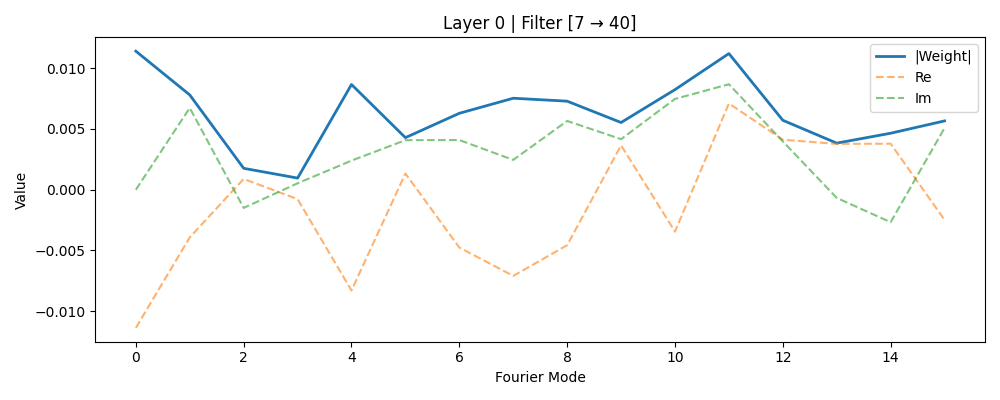 Layer 0 | Filter [7 → 40]
|Weight|
Re
Im
Value
0.010
0.005
0.000
−0.005
−0.010
0 2 4 6 8 10 12 14
Fourier Mode